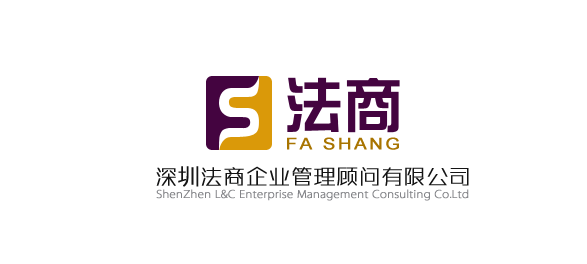 法商
FA SHANG
深圳法商企业管理顾问有限公司
ShenZhen L&C Enterprise Management Consulting Co.Ltd